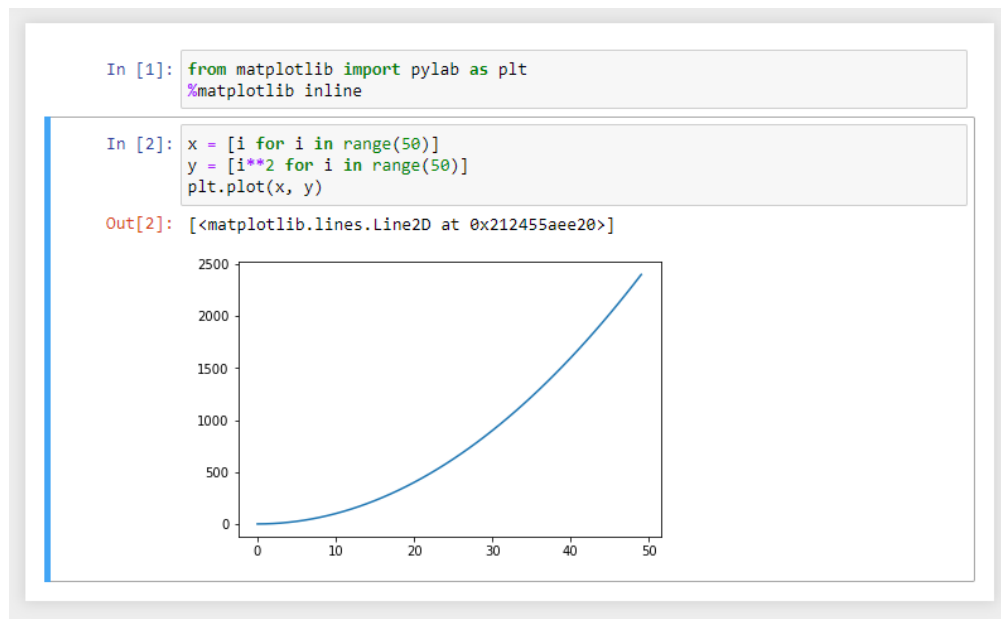 In [1]: from matplotlib import pylab as plt
%matplotlib inline
In [2]: x = [i for i in range(50)]
y = [i**2 for i in range(50)]
plt.plot(x, y)
Out[2]: [<matplotlib.lines.Line2D at 0x212455aee20>]
2500
2000
1500
1000
500
0
0 10 20 30 40 50